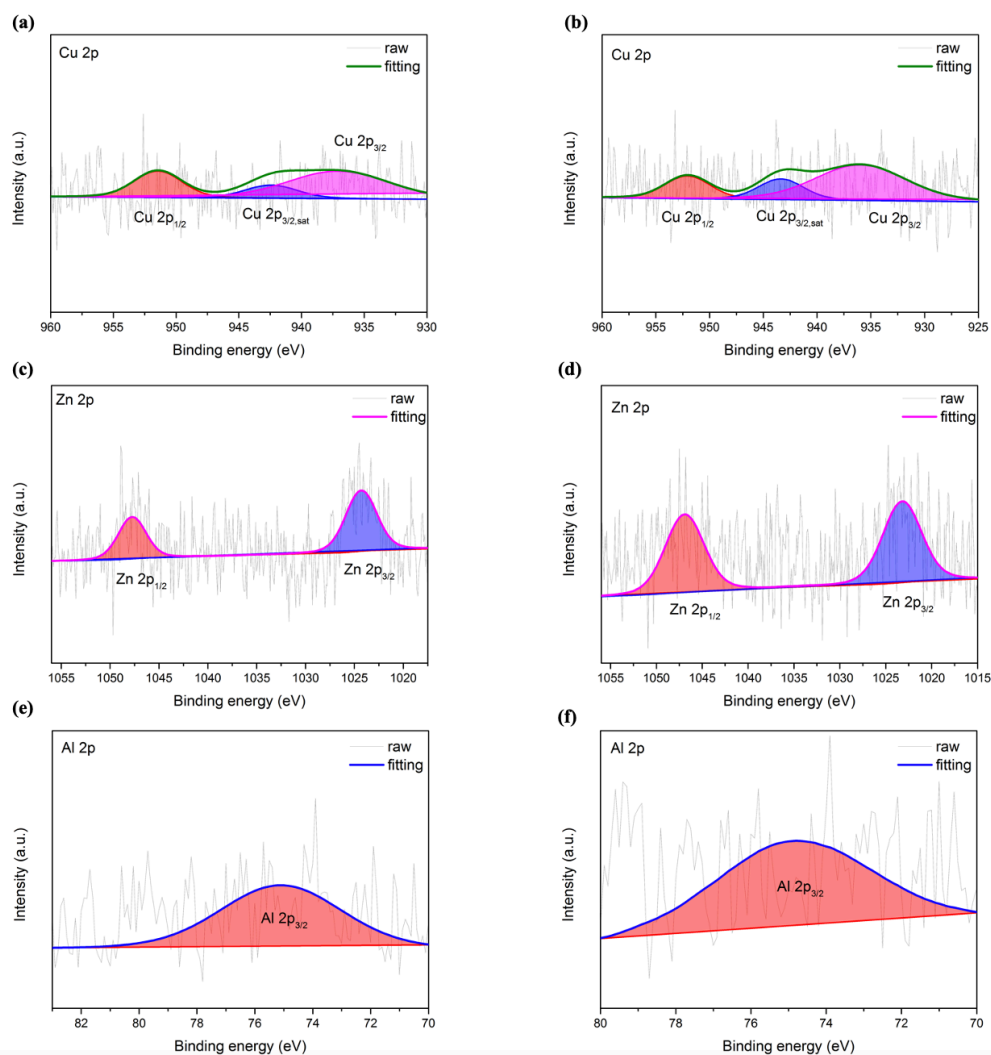 (a)
Cu 2p
raw
fitting
Cu 2p3/2
Cu 2p1/2
Cu 2p3/2,sat
Intensity (a.u.)
960 955 950 945 940 935 930
Binding energy (eV)
(b)
Cu 2p
raw
fitting
Cu 2p1/2
Cu 2p3/2,sat
Cu 2p3/2
Intensity (a.u.)
960 955 950 945 940 935 930 925
Binding energy (eV)
(c)
Zn 2p
raw
fitting
Zn 2p1/2
Zn 2p3/2
Intensity (a.u.)
1055 1050 1045 1040 1035 1030 1025 1020
Binding energy (eV)
(d)
Zn 2p
raw
fitting
Zn 2p1/2
Zn 2p3/2
Intensity (a.u.)
1055 1050 1045 1040 1035 1030 1025 1020 1015
Binding energy (eV)
(e)
Al 2p
raw
fitting
Al 2p3/2
Intensity (a.u.)
82 80 78 76 74 72 70
Binding energy (eV)
(f)
Al 2p
raw
fitting
Al 2p3/2
Intensity (a.u.)
80 78 76 74 72 70
Binding energy (eV)